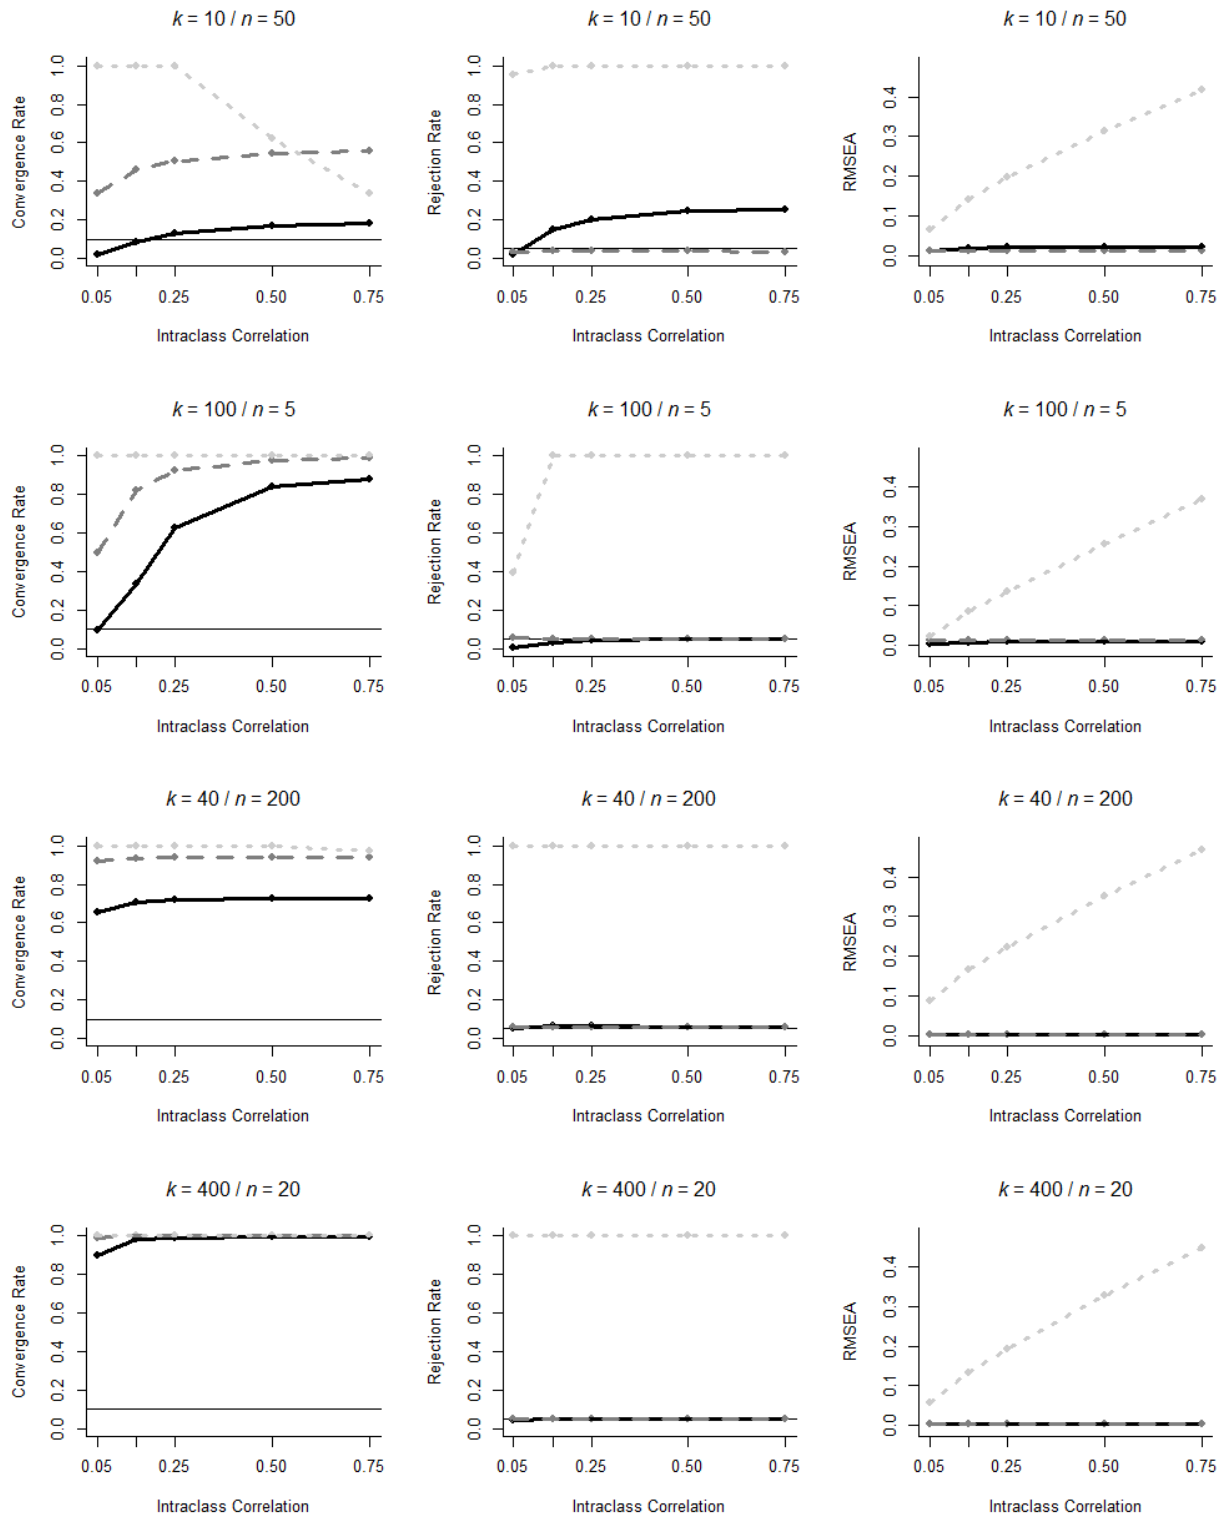 k = 10 / n = 50
k = 10 / n = 50
k = 10 / n = 50
Convergence Rate
0.0 0.2 0.4 0.6 0.8 1.0
0.05 0.25 0.50 0.75
Intraclass Correlation
Rejection Rate
0.0 0.2 0.4 0.6 0.8 1.0
0.05 0.25 0.50 0.75
Intraclass Correlation
RMSEA
0.0 0.1 0.2 0.3 0.4
0.05 0.25 0.50 0.75
Intraclass Correlation
k = 100 / n = 5
k = 100 / n = 5
k = 100 / n = 5
Convergence Rate
0.0 0.2 0.4 0.6 0.8 1.0
0.05 0.25 0.50 0.75
Intraclass Correlation
Rejection Rate
0.0 0.2 0.4 0.6 0.8 1.0
0.05 0.25 0.50 0.75
Intraclass Correlation
RMSEA
0.0 0.1 0.2 0.3 0.4
0.05 0.25 0.50 0.75
Intraclass Correlation
k = 40 / n = 200
k = 40 / n = 200
k = 40 / n = 200
Convergence Rate
0.0 0.2 0.4 0.6 0.8 1.0
0.05 0.25 0.50 0.75
Intraclass Correlation
Rejection Rate
0.0 0.2 0.4 0.6 0.8 1.0
0.05 0.25 0.50 0.75
Intraclass Correlation
RMSEA
0.0 0.1 0.2 0.3 0.4
0.05 0.25 0.50 0.75
Intraclass Correlation
k = 400 / n = 20
k = 400 / n = 20
k = 400 / n = 20
Convergence Rate
0.0 0.2 0.4 0.6 0.8 1.0
0.05 0.25 0.50 0.75
Intraclass Correlation
Rejection Rate
0.0 0.2 0.4 0.6 0.8 1.0
0.05 0.25 0.50 0.75
Intraclass Correlation
RMSEA
0.0 0.1 0.2 0.3 0.4
0.05 0.25 0.50 0.75
Intraclass Correlation